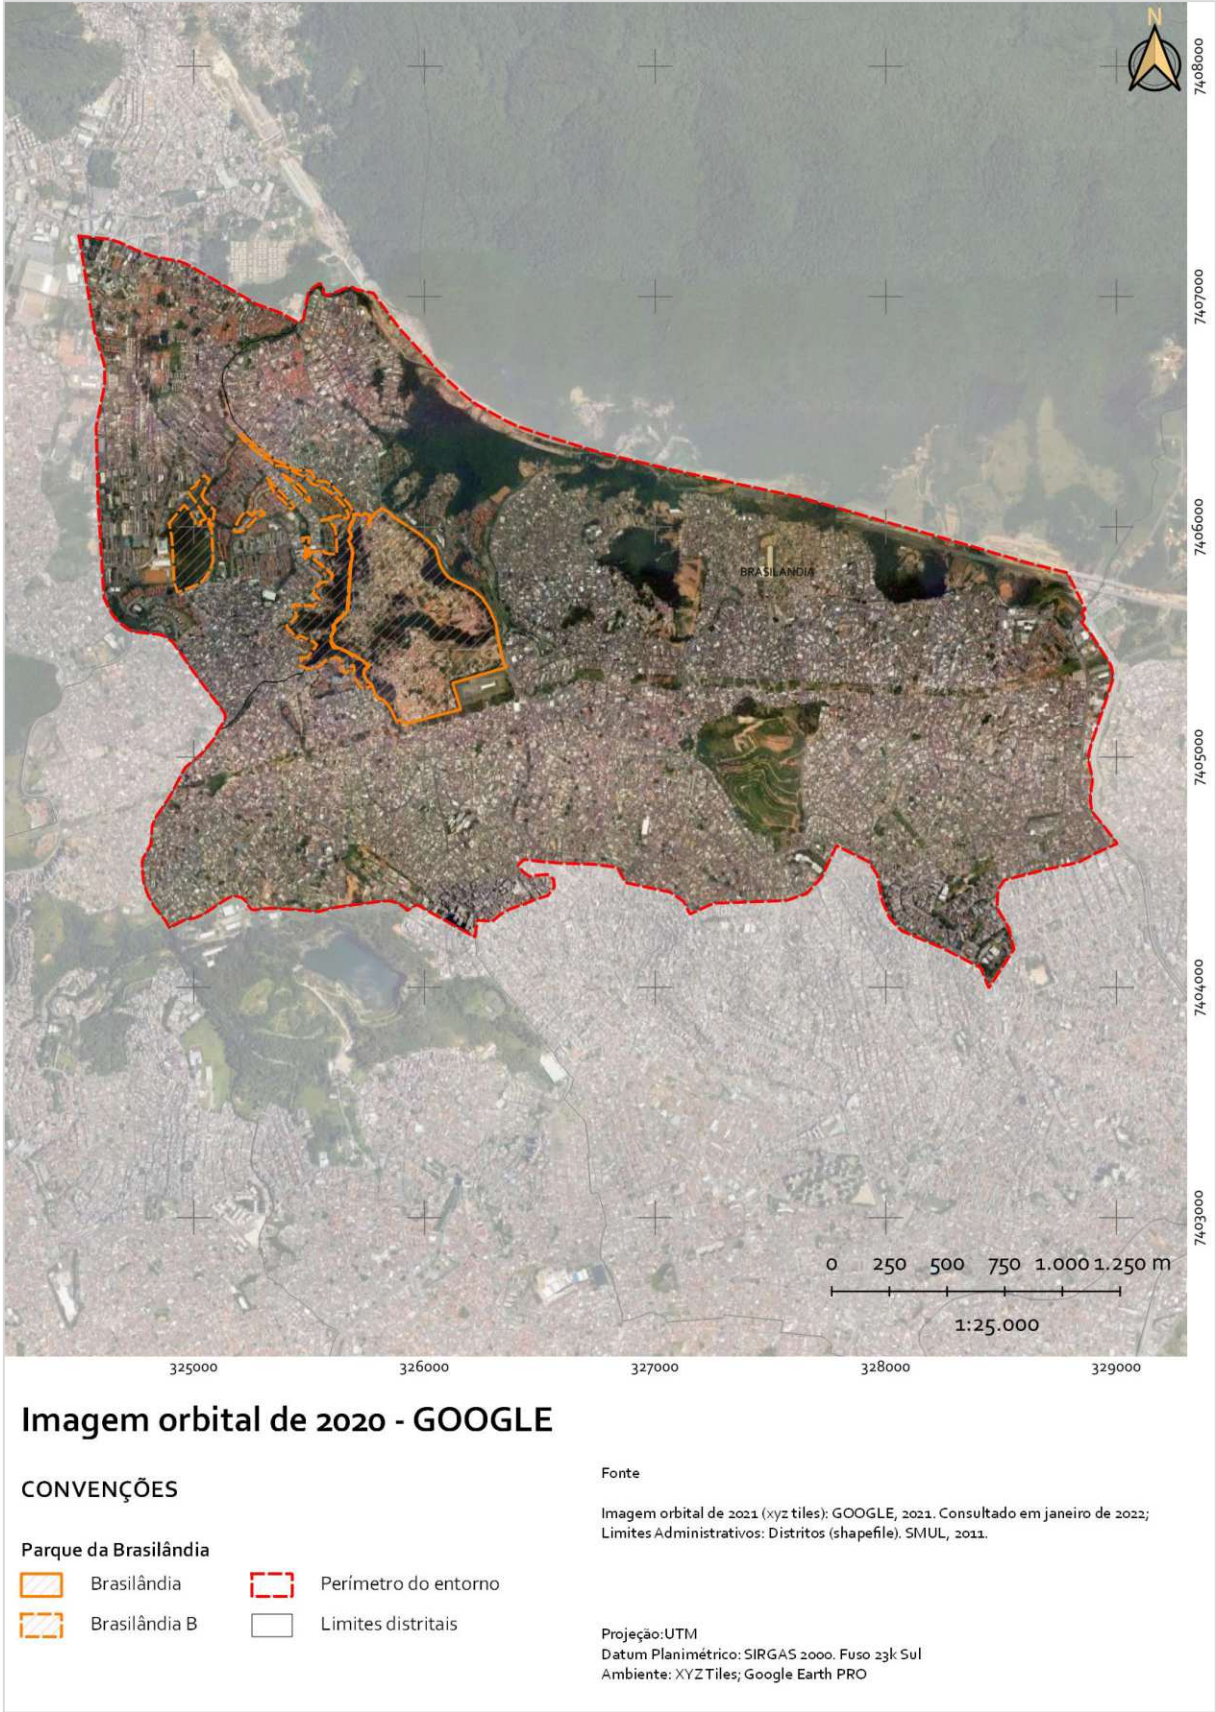 N
7408000
7407000
7406000
BRASILANDIA
7405000
7404000
7403000
0 250 500 750 1.000 1.250 m
1:25.000
325000 326000 327000 328000 329000
Imagem orbital de 2020 - GOOGLE
CONVENÇÕES
Parque da Brasilândia
Brasilândia
Perímetro do entorno
Brasilândia B
Limites distritais
Fonte
Imagem orbital de 2021 (xyz tiles): GOOGLE, 2021. Consultado em janeiro de 2022;
Limites Administrativos: Distritos (shapefile). SMUL, 2011.
Projeção:UTM
Datum Planimétrico: SIRGAS 2000. Fuso 23k Sul
Ambiente: XYZ Tiles; Google Earth PRO